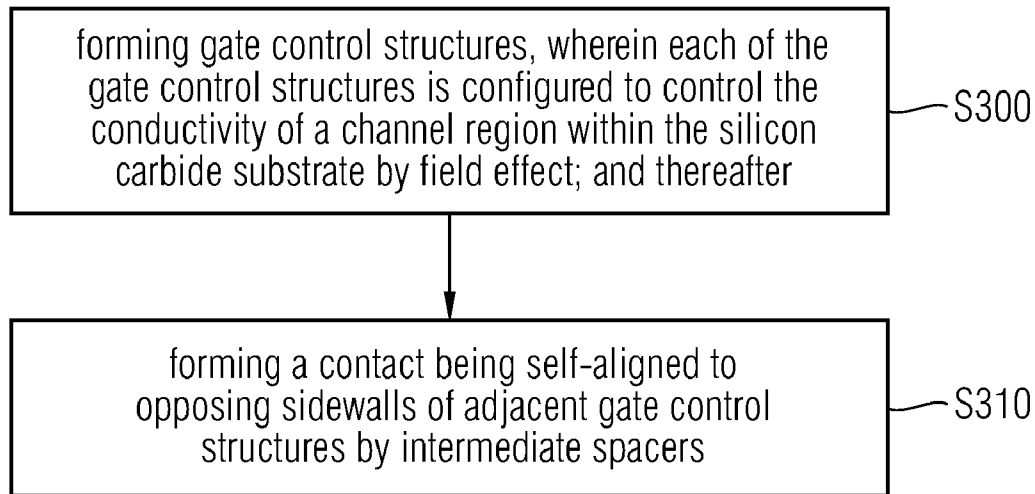 forming gate control structures, wherein each of the
gate control structures is configured to control the
conductivity of a channel region within the silicon
carbide substrate by field effect; and thereafter
S300
forming a contact being self-aligned to
opposing sidewalls of adjacent gate control
structures by intermediate spacers
S310